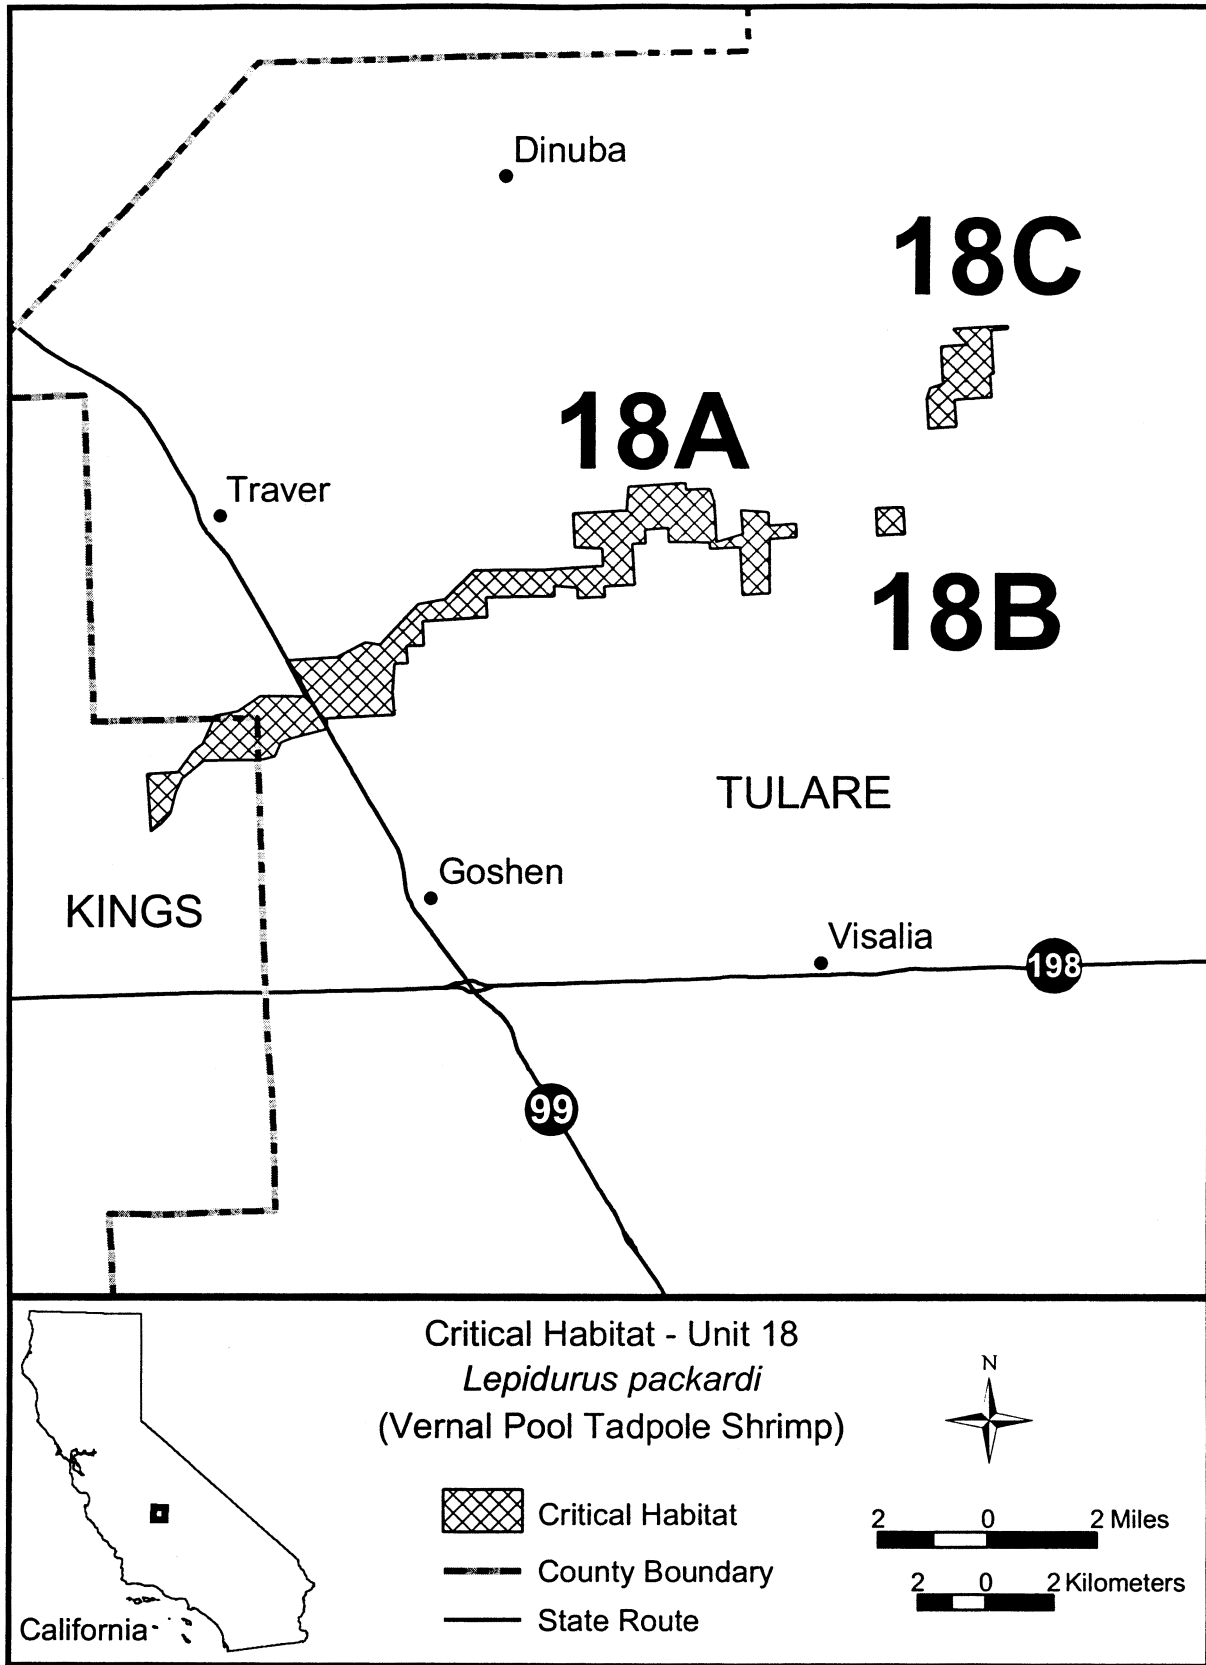 Dinuba
18C
18A
Traver
18B
TULARE
Goshen
KINGS
Visalia
198
99
Critical Habitat - Unit 18
Lepidurus packardi
(Vernal Pool Tadpole Shrimp)
N
Critical Habitat
County Boundary
State Route
2 0 2 Miles
2 0 2 Kilometers
California